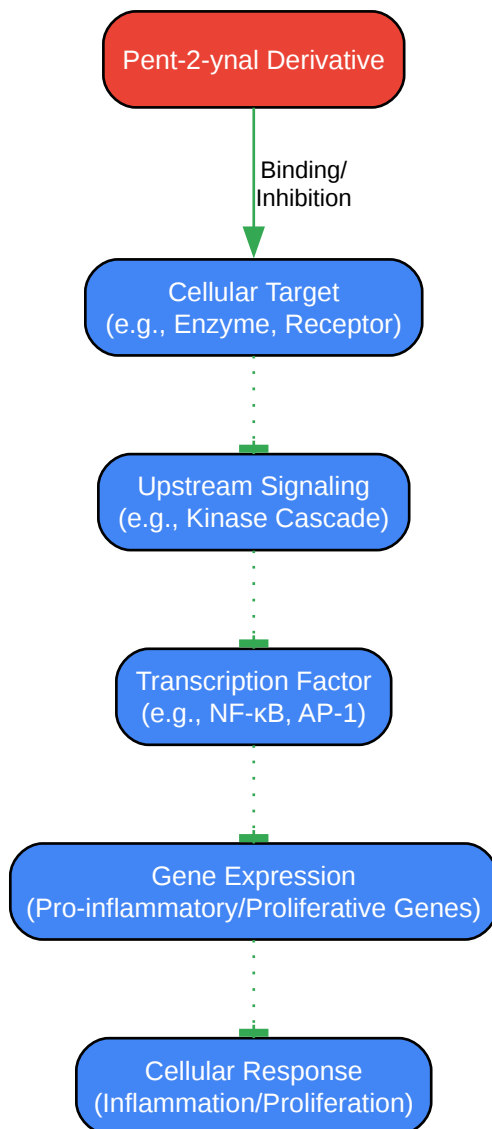 Pent-2-ynal Derivative
Binding/
Inhibition
Cellular Target
(e.g., Enzyme, Receptor)
Upstream Signaling
(e.g., Kinase Cascade)
Transcription Factor
(e.g., NF-κB, AP-1)
Gene Expression
(Pro-inflammatory/Proliferative Genes)
Cellular Response
(Inflammation/Proliferation)